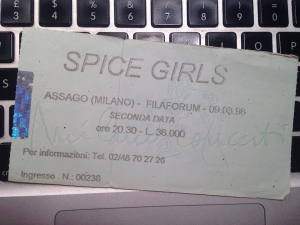 SPICE GIRLS
ASSAGO (MILANO) - FILAFORUM - 09.03.98
SECONDA DATA
ore 20.30 - L. 36.000
Per informazioni: Tel. 02/48 70 27 26
Ingresso . N.: 00236